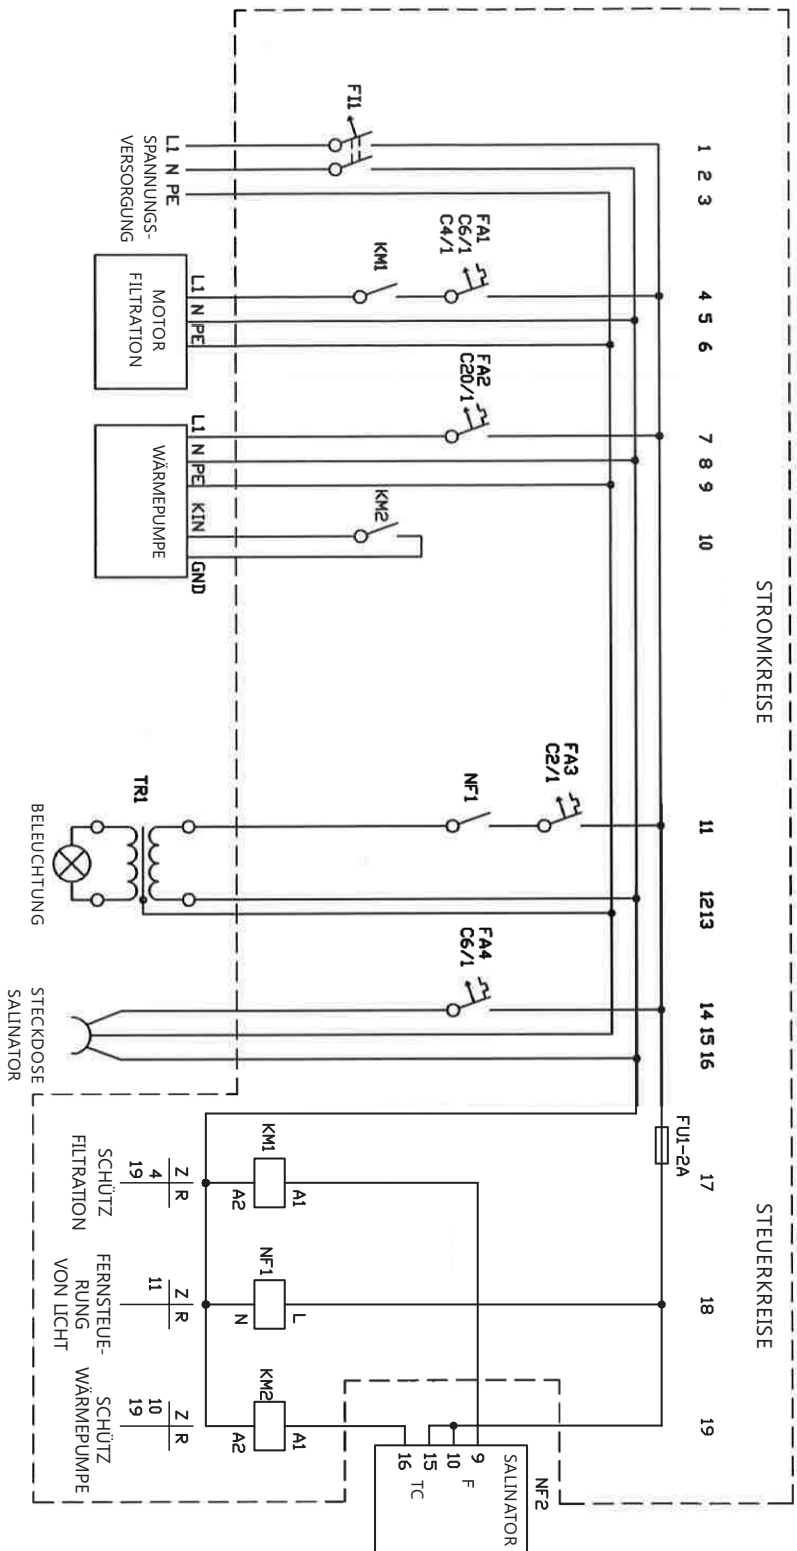 STROMKREISE
STEUERKREISE
1
2
3
4
5
6
7
8
9
10
11
12
13
14
15
16
17
18
19
FI1
L1
N
PE
SPANNUNGS-
VERSORGUNG
FA1
C6/1
C4/1
KM1
L1
N
PE
MOTOR
FILTRATION
FA2
C20/1
L1
N
PE
KM2
KIN
GND
WÄRMEPUMPE
FA3
C2/1
NF1
TR1
BELEUCHTUNG
FA4
C6/1
STECKDOSE
SALINATOR
FU1-2A
KM1
A1
A2
Z R
4
19
SCHÜTZ
FILTRATION
NF1
L
N
Z R
11
FERNSTEUE-
RUNG
VON LICHT
KM2
A1
A2
Z R
10
19
SCHÜTZ
WÄRMEPUMPE
NF2
SALINATOR
9
F
10
15
TC
16